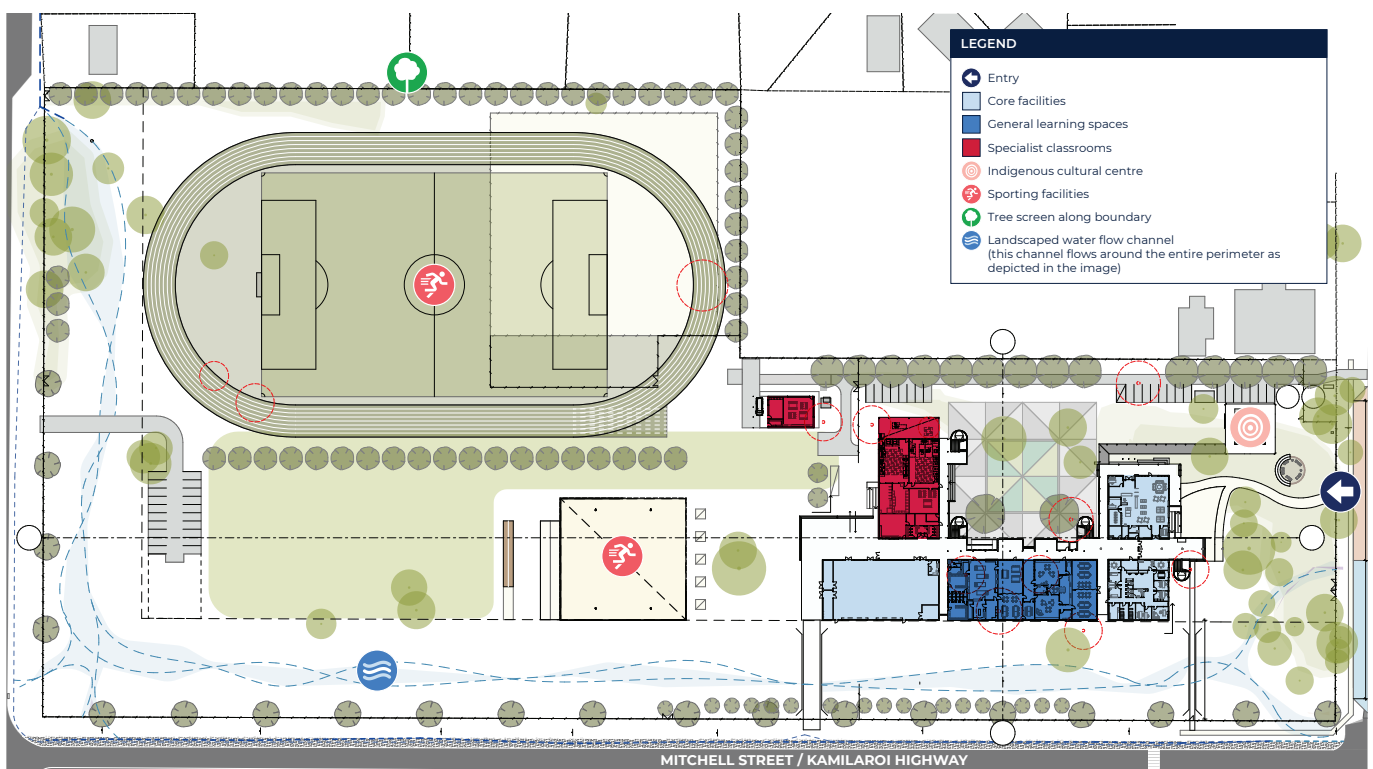 LEGEND
Entry
Core facilities
General learning spaces
Specialist classrooms
Indigenous cultural centre
Sporting facilities
Tree screen along boundary
Landscaped water flow channel
(this channel flows around the entire perimeter as
depicted in the image)
MITCHELL STREET / KAMILAROI HIGHWAY